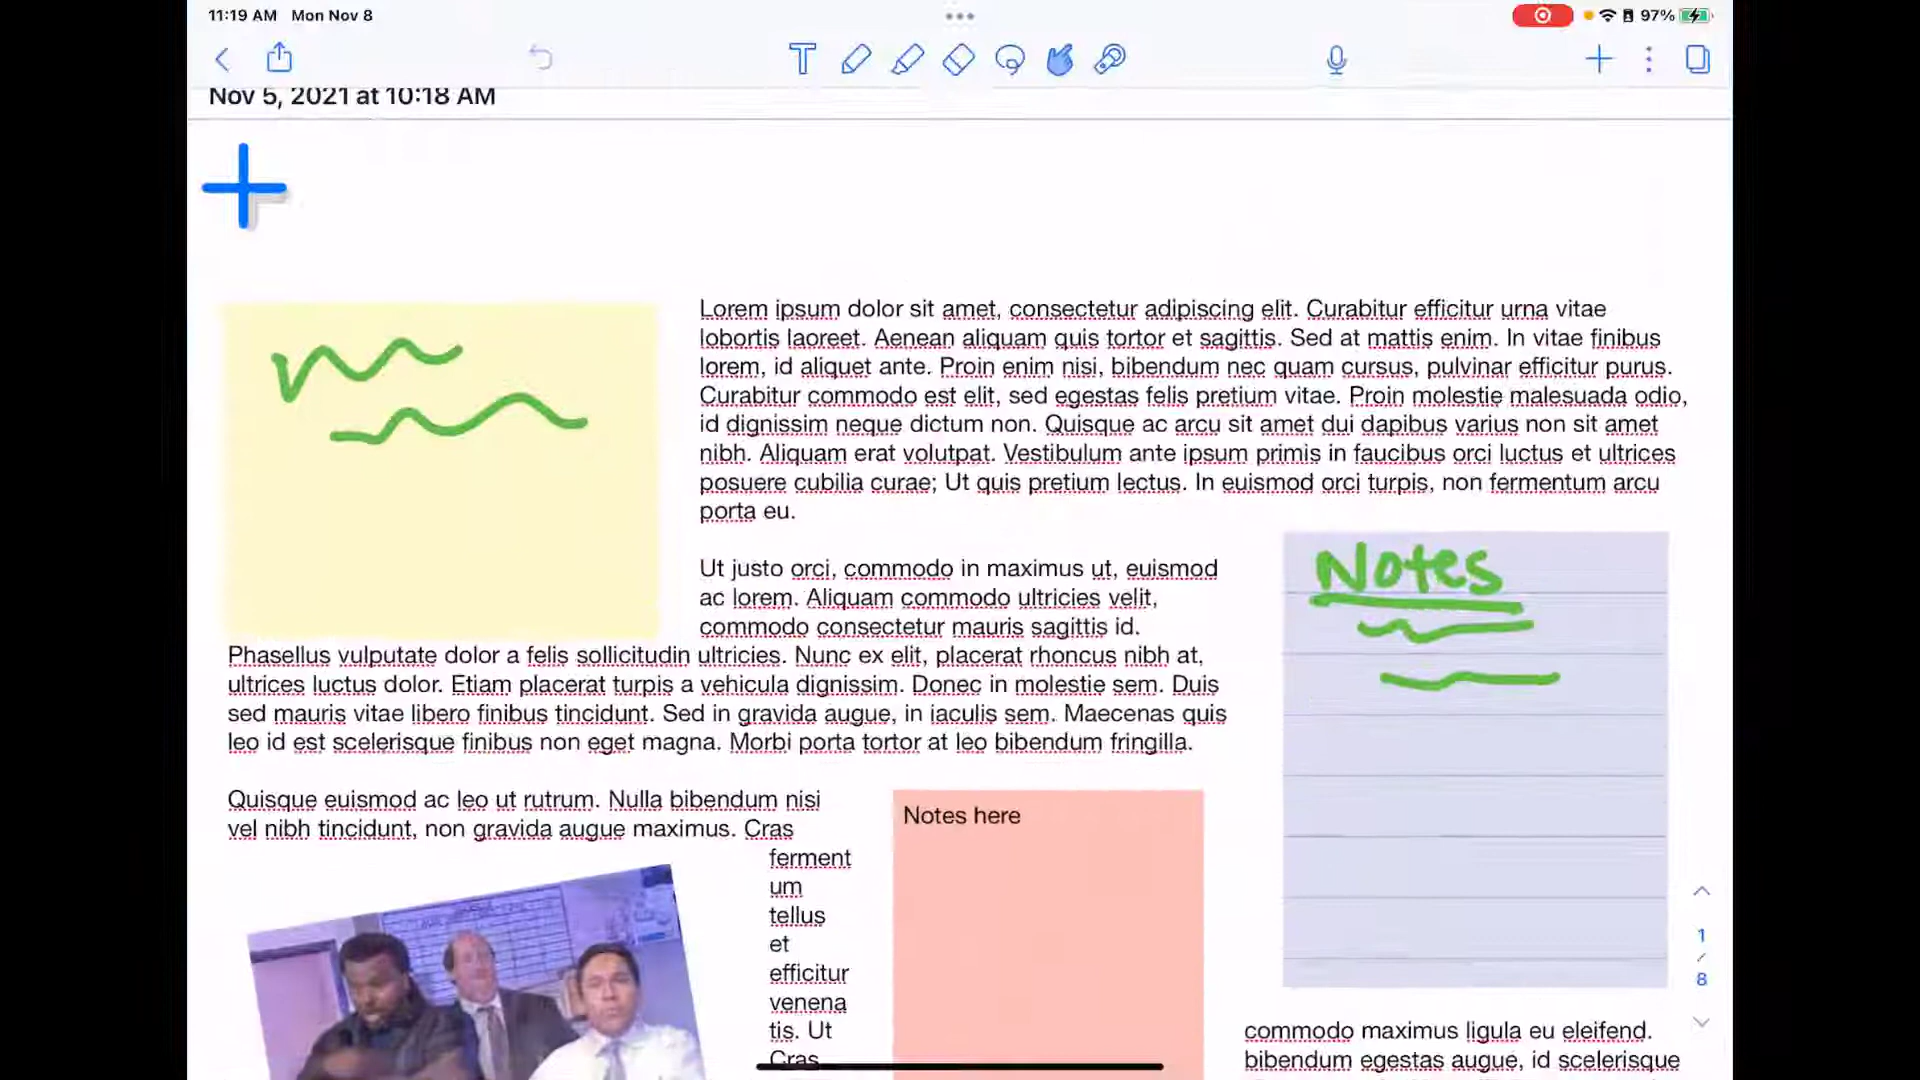 11:19 AM Mon Nov 8
97%
Nov 5, 2021 at 10:18 AM
Lorem ipsum dolor sit amet, consectetur adipiscing elit. Curabitur efficitur urna vitae
lobortis laoreet. Aenean aliquam quis tortor et sagittis. Sed at mattis enim. In vitae finibus
lorem, id aliquet ante. Proin enim nisi, bibendum nec quam cursus, pulvinar efficitur purus.
Curabitur commodo est elit, sed egestas felis pretium vitae. Proin molestie malesuada odio,
id dignissim neque dictum non. Quisque ac arcu sit amet dui dapibus varius non sit amet
nibh. Aliquam erat volutpat. Vestibulum ante ipsum primis in faucibus orci luctus et ultrices
posuere cubilia curae; Ut quis pretium lectus. In euismod orci turpis, non fermentum arcu
porta eu.
Ut justo orci, commodo in maximus ut, euismod
ac lorem. Aliquam commodo ultricies velit,
commodo consectetur mauris sagittis id.
Phasellus vulputate dolor a felis sollicitudin ultricies. Nunc ex elit, placerat rhoncus nibh at,
ultrices luctus dolor. Etiam placerat turpis a vehicula dignissim. Donec in molestie sem. Duis
sed mauris vitae libero finibus tincidunt. Sed in gravida augue, in iaculis sem. Maecenas quis
leo id est scelerisque finibus non eget magna. Morbi porta tortor at leo bibendum fringilla.
Notes
Quisque euismod ac leo ut rutrum. Nulla bibendum nisi
vel nibh tincidunt, non gravida augue maximus. Cras
ferment
um
tellus
et
efficitur
venena
tis. Ut
Cras
Notes here
1
/
8
commodo maximus ligula eu eleifend.
bibendum egestas augue, id scelerisque